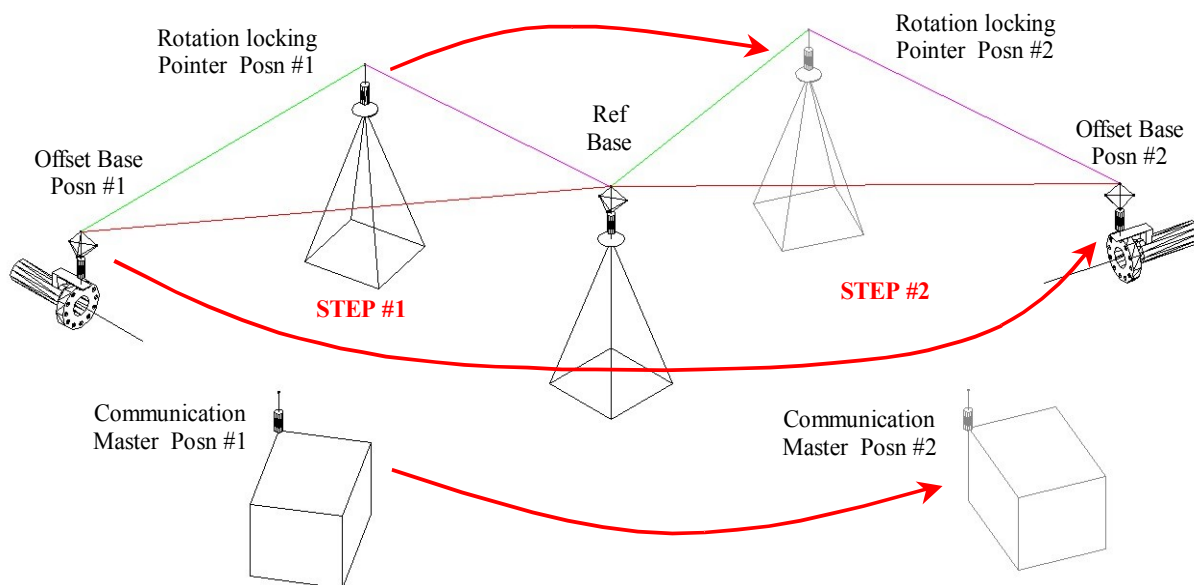 Rotation locking
Pointer Posn #1
Rotation locking
Pointer Posn #2
Ref
Base
Offset Base
Posn #1
Offset Base
Posn #2
STEP #1
STEP #2
Communication
Master Posn #1
Communication
Master Posn #2